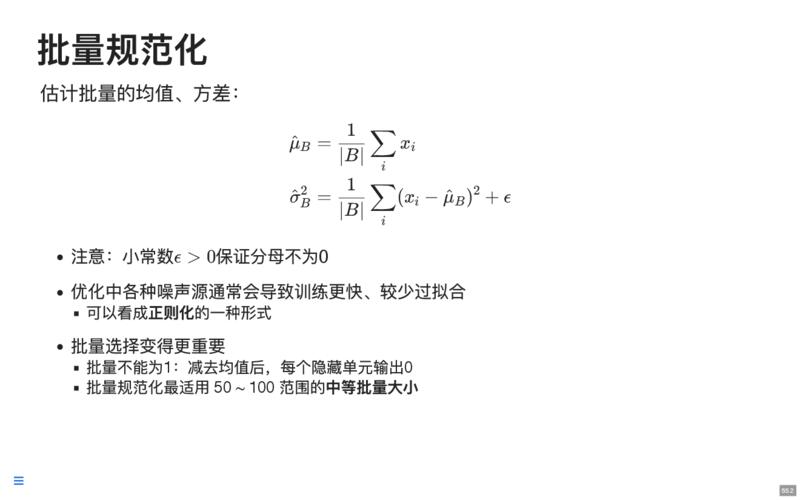 批量规范化
估计批量的均值、方差：
$\hat{\mu}_B = \frac{1}{|B|} \sum_i x_i$
$\hat{\sigma}_B^2 = \frac{1}{|B|} \sum_i (x_i - \hat{\mu}_B)^2 + \epsilon$
• 注意：小常数ϵ > 0保证分母不为0
• 优化中各种噪声源通常会导致训练更快、较少过拟合
▪ 可以看成正则化的一种形式
• 批量选择变得更重要
▪ 批量不能为1：减去均值后，每个隐藏单元输出0
▪ 批量规范化最适用 50 ~ 100 范围的中等批量大小
55.2